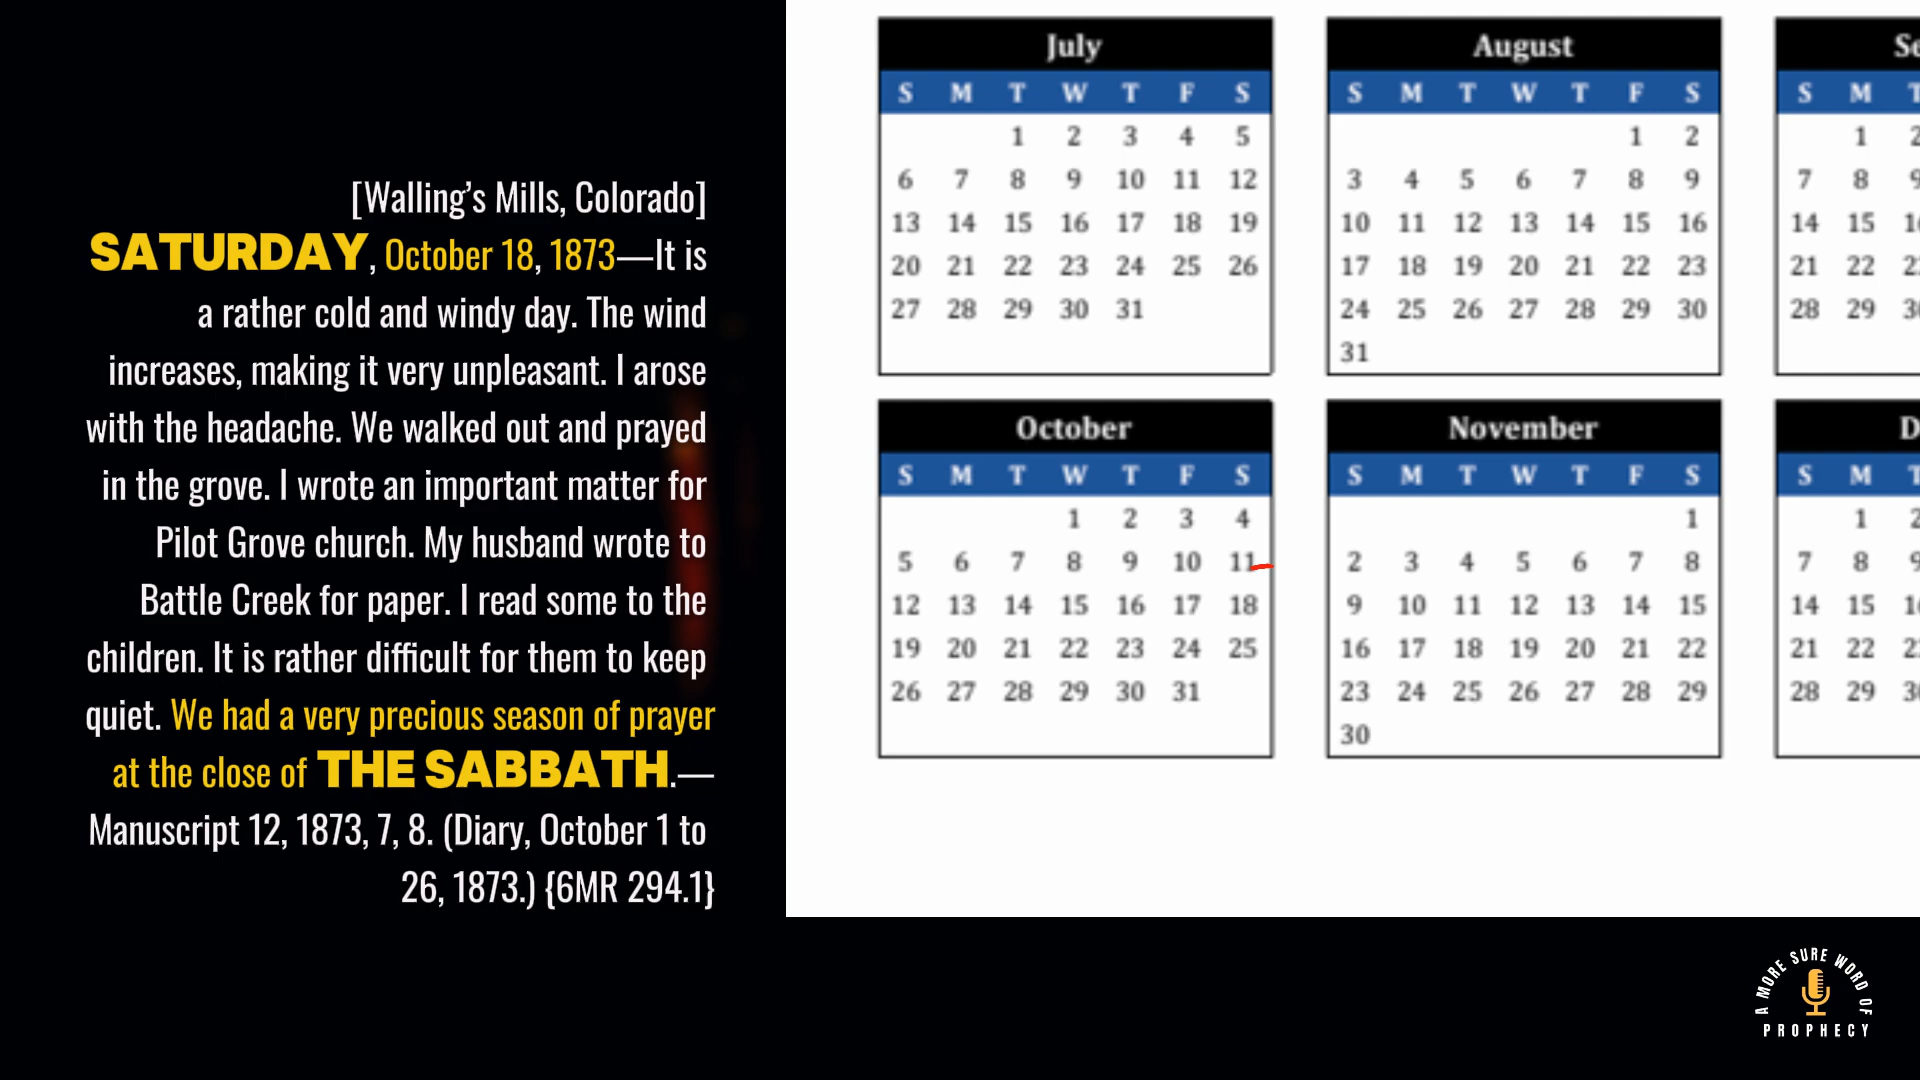 [Walling’s Mills, Colorado]
SATURDAY, October 18, 1873—It is
a rather cold and windy day. The wind
increases, making it very unpleasant. I arose
with the headache. We walked out and prayed
in the grove. I wrote an important matter for
Pilot Grove church. My husband wrote to
Battle Creek for paper. I read some to the
children. It is rather difficult for them to keep
quiet. We had a very precious season of prayer
at the close of THE SABBATH.—
Manuscript 12, 1873, 7, 8. (Diary, October 1 to
26, 1873.) {6MR 294.1}
July
S M T W T F S
1 2 3 4 5
6 7 8 9 10 11 12
13 14 15 16 17 18 19
20 21 22 23 24 25 26
27 28 29 30 31
August
S M T W T F S
1 2
3 4 5 6 7 8 9
10 11 12 13 14 15 16
17 18 19 20 21 22 23
24 25 26 27 28 29 30
31
S M
1
7 8
14 15
21 22
28 29
October
S M T W T F S
1 2 3 4
5 6 7 8 9 10 11
12 13 14 15 16 17 18
19 20 21 22 23 24 25
26 27 28 29 30 31
November
S M T W T F S
1
2 3 4 5 6 7 8
9 10 11 12 13 14 15
16 17 18 19 20 21 22
23 24 25 26 27 28 29
30
D
S M
1
7 8
14 15
21 22
28 29
A MORE SURE WORD OF
PROPHECY